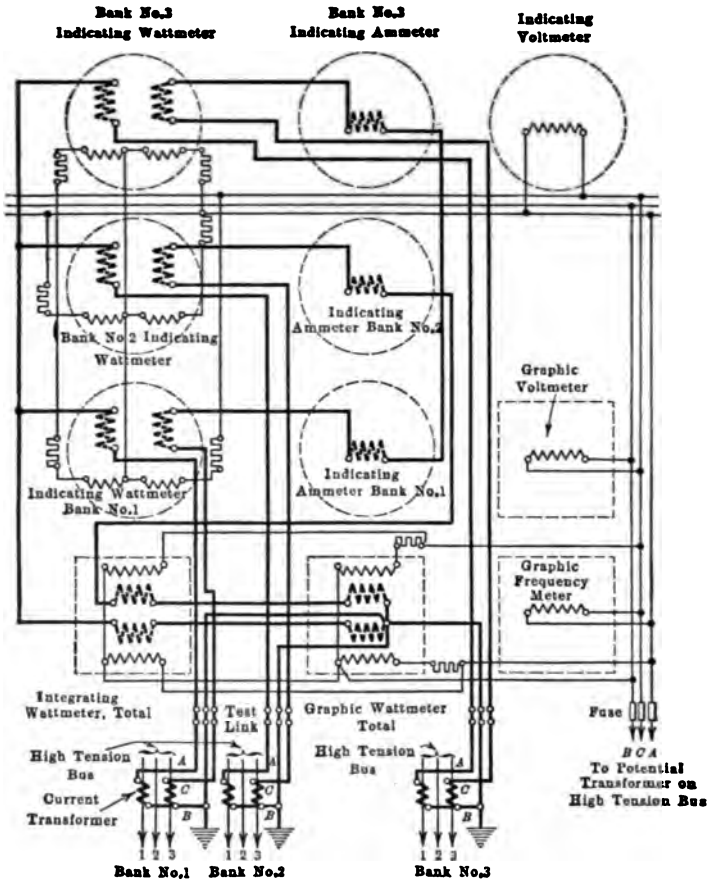 Bank No.3
Indicating Wattmeter
Bank No.3
Indicating Ammeter
Indicating
Voltmeter
Bank No.2 Indicating
Wattmeter
Indicating
Ammeter Bank No.2
Graphic
Voltmeter
Indicating Wattmeter
Bank No.1
Indicating
Ammeter Bank No.1
Graphic
Frequency
Meter
Integrating
Wattmeter, Total
Test
Link
Graphic Wattmeter
Total
Fuse
High Tension
Bus
High Tension
Bus
A
A
A
B C A
To Potential
Transformer on
High Tension Bus
Current
Transformer
C
C
C
B
B
B
1 2 3
1 2 3
1 2 3
Bank No.1
Bank No.2
Bank No.3